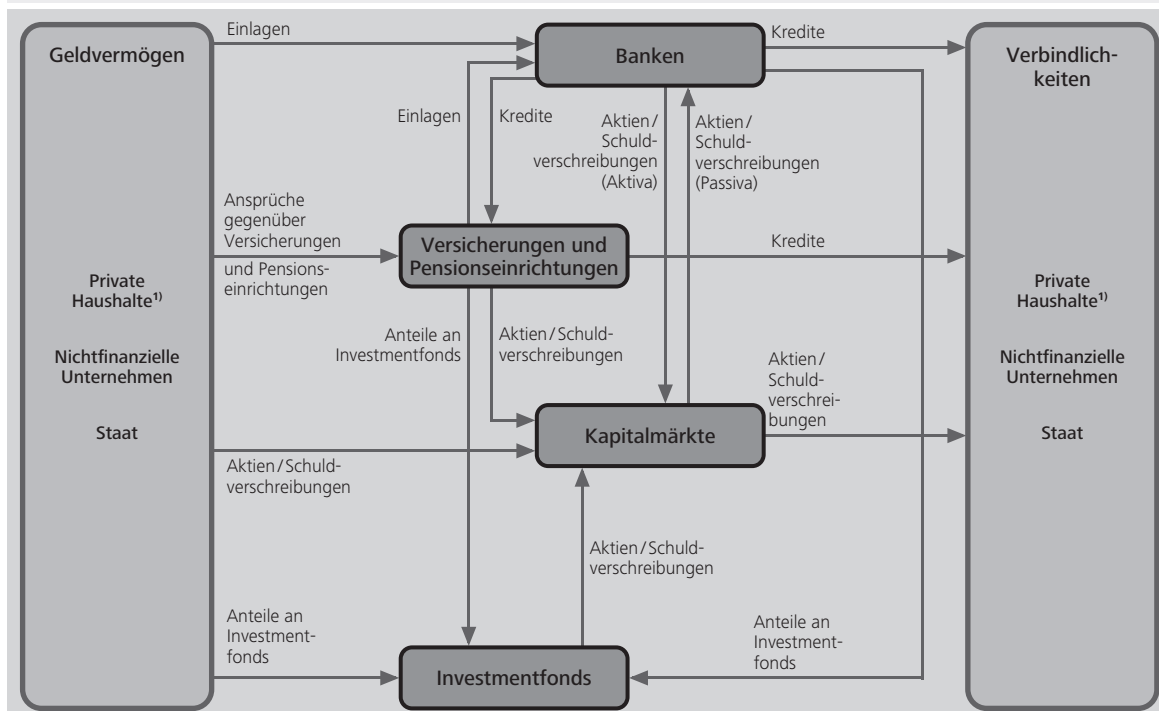 Geldvermögen
Private
Haushalte¹⁾
Nichtfinanzielle
Unternehmen
Staat
Einlagen
Banken
Kredite
Verbindlich-
keiten
Private
Haushalte¹⁾
Nichtfinanzielle
Unternehmen
Staat
Einlagen
Kredite
Aktien/
Schuld-
verschreibungen
(Aktiva)
Aktien/
Schuld-
verschreibungen
(Passiva)
Ansprüche
gegenüber
Versicherungen
und Pensions-
einrichtungen
Versicherungen und
Pensionseinrichtungen
Kredite
Anteile an
Investmentfonds
Aktien/Schuld-
verschreibungen
Aktien/
Schuld-
verschrei-
bungen
Kapitalmärkte
Aktien/Schuld-
verschreibungen
Aktien/Schuld-
verschreibungen
Anteile an
Investment-
fonds
Investmentfonds
Anteile an
Investment-
fonds